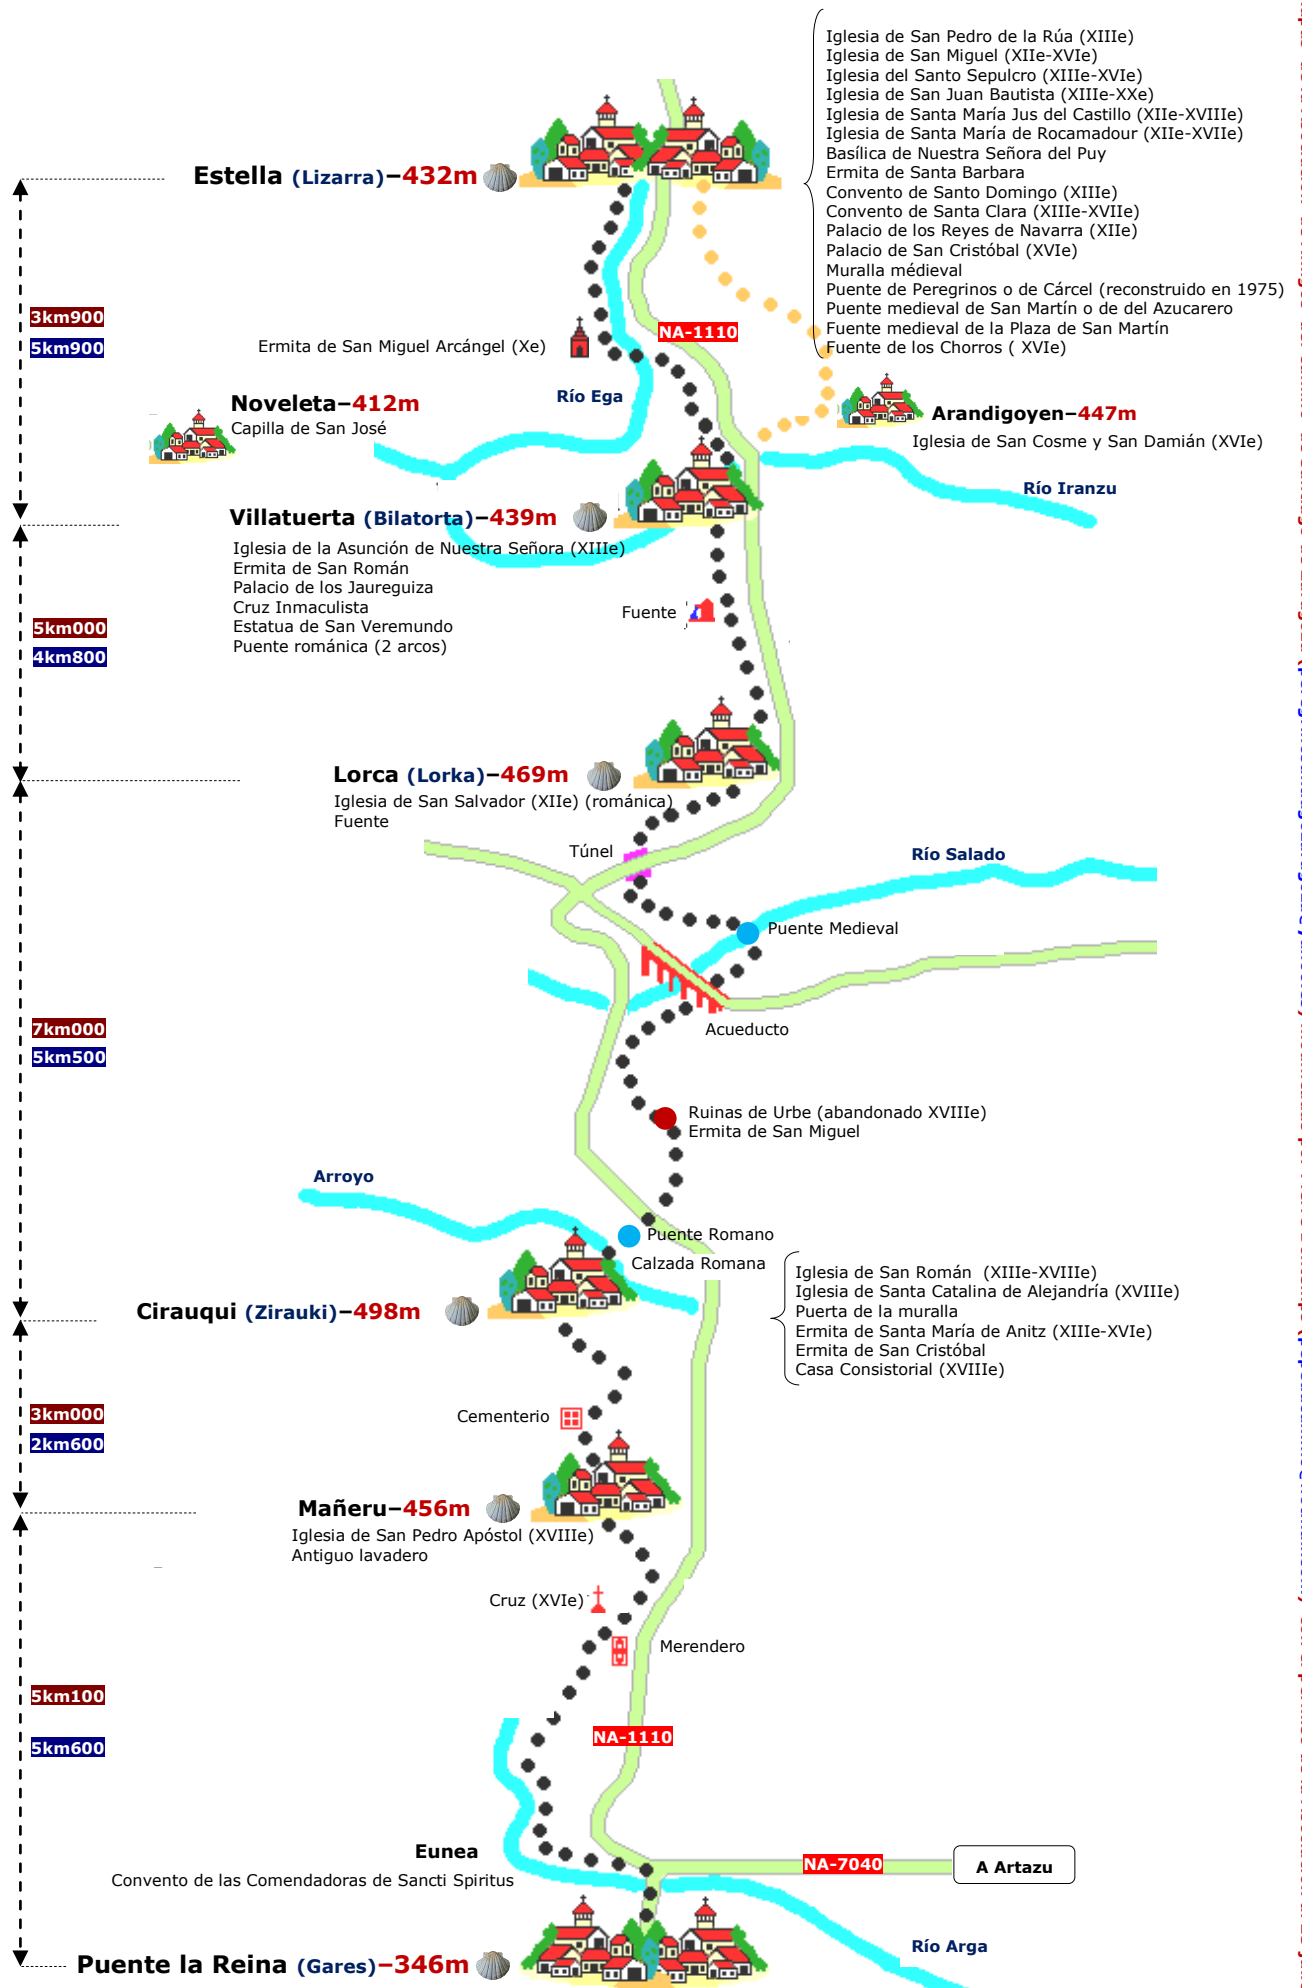 Iglesia de San Pedro de la Rúa (XIIIe)
Iglesia de San Miguel (XIIe-XVIe)
Iglesia del Santo Sepulcro (XIIIe-XVIe)
Iglesia de San Juan Bautista (XIIIe-XXe)
Iglesia de Santa María Jus del Castillo (XIIe-XVIIIe)
Iglesia de Santa María de Rocamadour (XIIe-XVIIe)
Basílica de Nuestra Señora del Puy
Ermita de Santa Barbara
Convento de Santo Domingo (XIIIe)
Convento de Santa Clara (XIIIe-XVIIe)
Palacio de los Reyes de Navarra (XIIe)
Palacio de San Cristóbal (XVIe)
Muralla médieval
Puente de Peregrinos o de Cárcel (reconstruido en 1975)
Puente medieval de San Martín o de del Azucarero
Fuente medieval de la Plaza de San Martín
Fuente de los Chorros ( XVIe)
Estella (Lizarra)–432m
3km900
5km900
NA-1110
Ermita de San Miguel Arcángel (Xe)
Río Ega
Noveleta–412m
Capilla de San José
Arandigoyen–447m
Iglesia de San Cosme y San Damián (XVIe)
Río Iranzu
Villatuerta (Bilatorta)–439m
Iglesia de la Asunción de Nuestra Señora (XIIIe)
Ermita de San Román
Palacio de los Jaureguiza
Cruz Inmaculista
Estatua de San Veremundo
Puente románica (2 arcos)
Fuente
5km000
4km800
Lorca (Lorka)–469m
Iglesia de San Salvador (XIIe) (románica)
Fuente
Túnel
Río Salado
Puente Medieval
Acueducto
7km000
5km500
Ruinas de Urbe (abandonado XVIIIe)
Ermita de San Miguel
Arroyo
Puente Romano
Calzada Romana
Cirauqui (Zirauki)–498m
Iglesia de San Román  (XIIIe-XVIIIe)
Iglesia de Santa Catalina de Alejandría (XVIIIe)
Puerta de la muralla
Ermita de Santa María de Anitz (XIIIe-XVIe)
Ermita de San Cristóbal
Casa Consistorial (XVIIIe)
3km000
2km600
Cementerio
Mañeru–456m
Iglesia de San Pedro Apóstol (XVIIIe)
Antiguo lavadero
Cruz (XVIe)
Merendero
5km100
5km600
NA-1110
Eunea
Convento de las Comendadoras de Sancti Spiritus
NA-7040
A Artazu
Río Arga
Puente la Reina (Gares)–346m